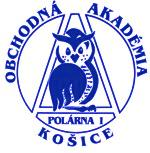 OBCHODNÁ AKADÉMIA
POLÁRNA 1
KOŠICE